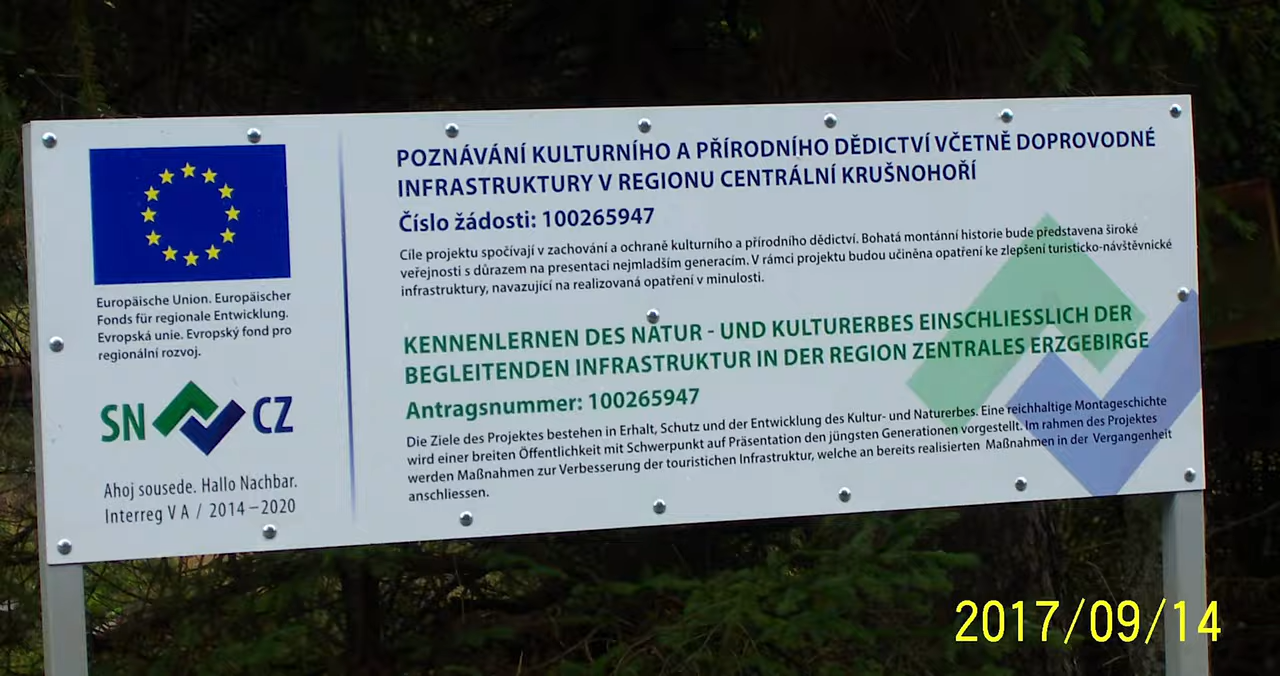 Europäische Union. Europäischer
Fonds für regionale Entwicklung.
Evropská unie. Evropský fond pro
regionální rozvoj.
SN CZ
Ahoj sousede. Hallo Nachbar.
Interreg V A / 2014 – 2020
POZNÁVÁNÍ KULTURNÍHO A PŘÍRODNÍHO DĚDICTVÍ VČETNĚ DOPROVODNÉ
INFRASTRUKTURY V REGIONU CENTRÁLNÍ KRUŠNOHOŘÍ
Číslo žádosti: 100265947
Cíle projektu spočívají v zachování a ochraně kulturního a přírodního dědictví. Bohatá montánní historie bude představena široké
veřejnosti s důrazem na presentaci nejmladším generacím. V rámci projektu budou učiněna opatření ke zlepšení turisticko-návštěvnické
infrastruktury, navazující na realizovaná opatření v minulosti.
KENNENLERNEN DES NATUR - UND KULTURERBES EINSCHLIESSLICH DER
BEGLEITENDEN INFRASTRUKTUR IN DER REGION ZENTRALES ERZGEBIRGE
Antragsnummer: 100265947
Die Ziele des Projektes bestehen in Erhalt, Schutz und der Entwicklung des Kultur- und Naturerbes. Eine reichhaltige Montageschichte
wird einer breiten Öffentlichkeit mit Schwerpunkt auf Präsentation den jüngsten Generationen vorgestellt. Im rahmen des Projektes
werden Maßnahmen zur Verbesserung der touristichen Infrastruktur, welche an bereits realisierten Maßnahmen in der Vergangenheit
anschliessen.
2017/09/14